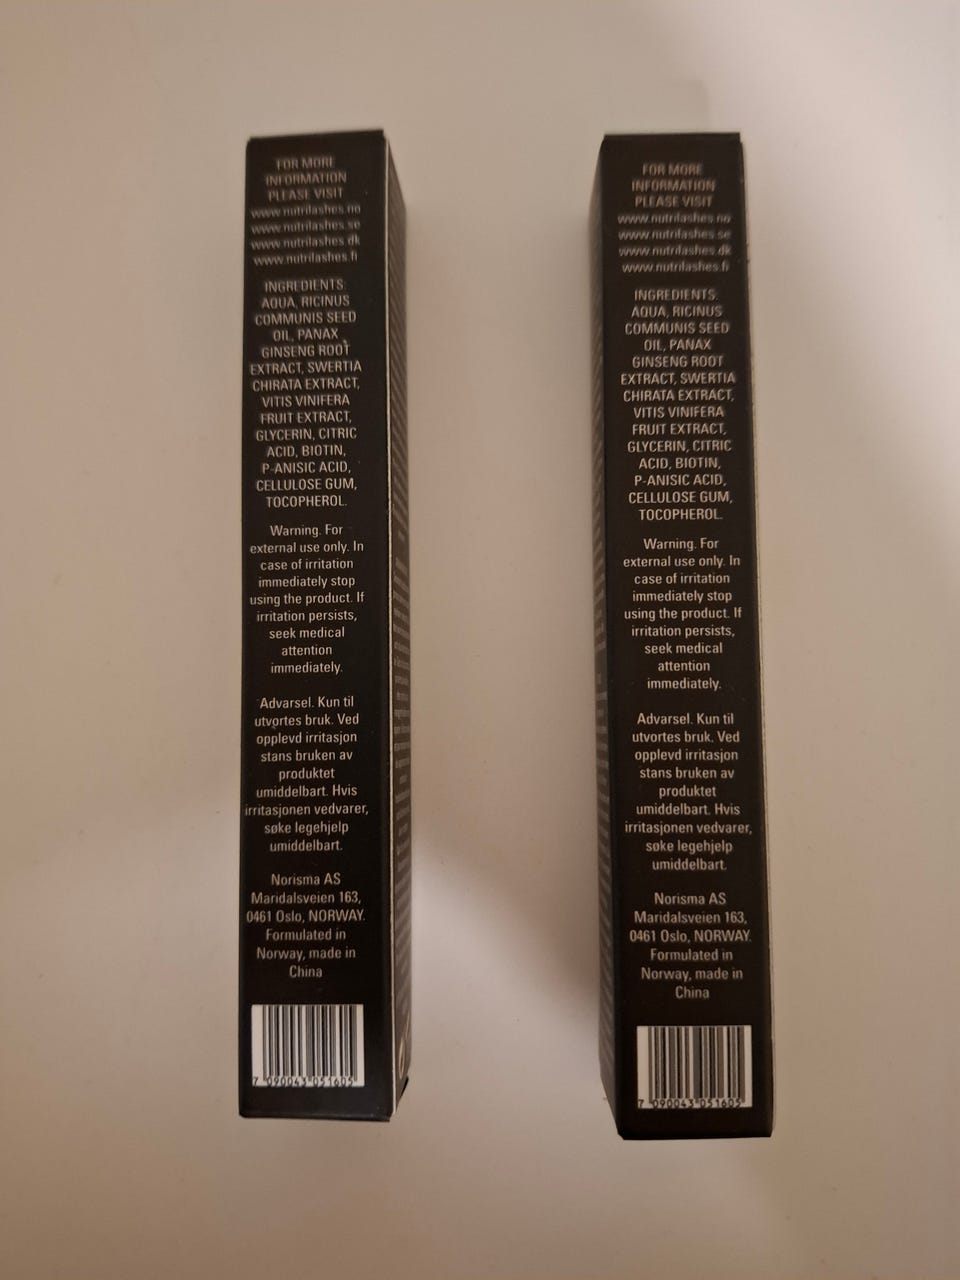 FOR MORE
INFORMATION
PLEASE VISIT
www.nutrilashes.no
www.nutrilashes.se
www.nutrilashes.dk
www.nutrilashes.fi
INGREDIENTS:
AQUA, RICINUS
COMMUNIS SEED
OIL, PANAX
GINSENG ROOT
EXTRACT, SWERTIA
CHIRATA EXTRACT,
VITIS VINIFERA
FRUIT EXTRACT,
GLYCERIN, CITRIC
ACID, BIOTIN,
P-ANISIC ACID,
CELLULOSE GUM,
TOCOPHEROL.
Warning. For
external use only. In
case of irritation
immediately stop
using the product. If
irritation persists,
seek medical
attention
immediately.
Advarsel. Kun til
utvortes bruk. Ved
opplevd irritasjon
stans bruken av
produktet
umiddelbart. Hvis
irritasjonen vedvarer,
søke legehjelp
umiddelbart.
Norisma AS
Maridalsveien 163,
0461 Oslo, NORWAY.
Formulated in
Norway, made in
China
7 090043 051605
FOR MORE
INFORMATION
PLEASE VISIT
www.nutrilashes.no
www.nutrilashes.se
www.nutrilashes.dk
www.nutrilashes.fi
INGREDIENTS:
AQUA, RICINUS
COMMUNIS SEED
OIL, PANAX
GINSENG ROOT
EXTRACT, SWERTIA
CHIRATA EXTRACT,
VITIS VINIFERA
FRUIT EXTRACT,
GLYCERIN, CITRIC
ACID, BIOTIN,
P-ANISIC ACID,
CELLULOSE GUM,
TOCOPHEROL.
Warning. For
external use only. In
case of irritation
immediately stop
using the product. If
irritation persists,
seek medical
attention
immediately.
Advarsel. Kun til
utvortes bruk. Ved
opplevd irritasjon
stans bruken av
produktet
umiddelbart. Hvis
irritasjonen vedvarer,
søke legehjelp
umiddelbart.
Norisma AS
Maridalsveien 163,
0461 Oslo, NORWAY.
Formulated in
Norway, made in
China
7 090043 051605